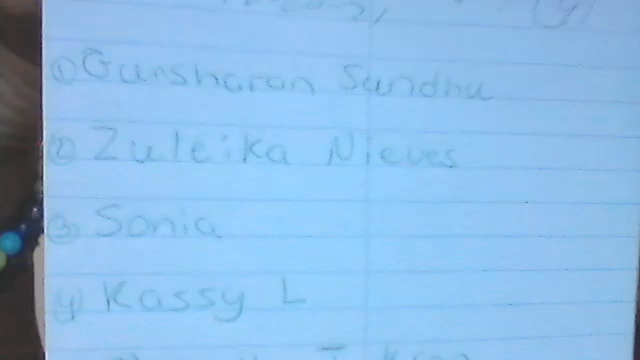 ① Gursharan Sandhu
② Zuleika Nieves
③ Sonia
④ Kassy L